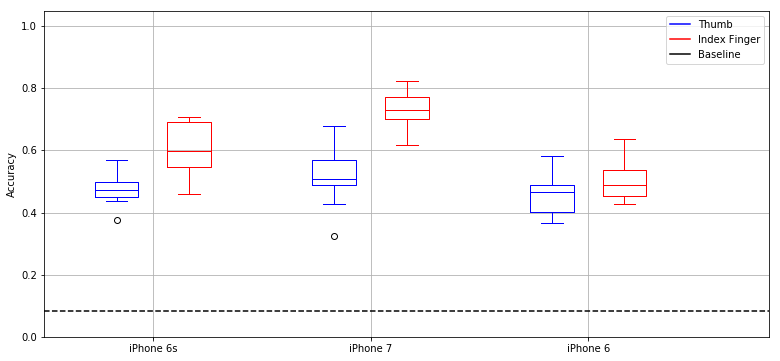 Thumb
Index Finger
Baseline
Accuracy
1.0
0.8
0.6
0.4
0.2
0.0
iPhone 6s
iPhone 7
iPhone 6